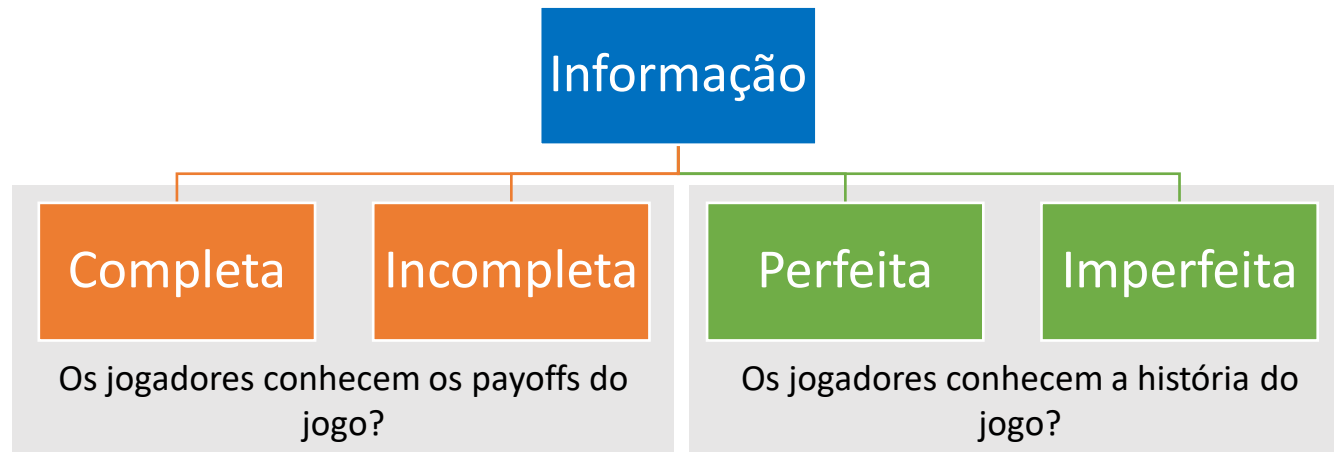 Informação
Completa
Incompleta
Perfeita
Imperfeita
Os jogadores conhecem os payoffs do
jogo?
Os jogadores conhecem a história do
jogo?